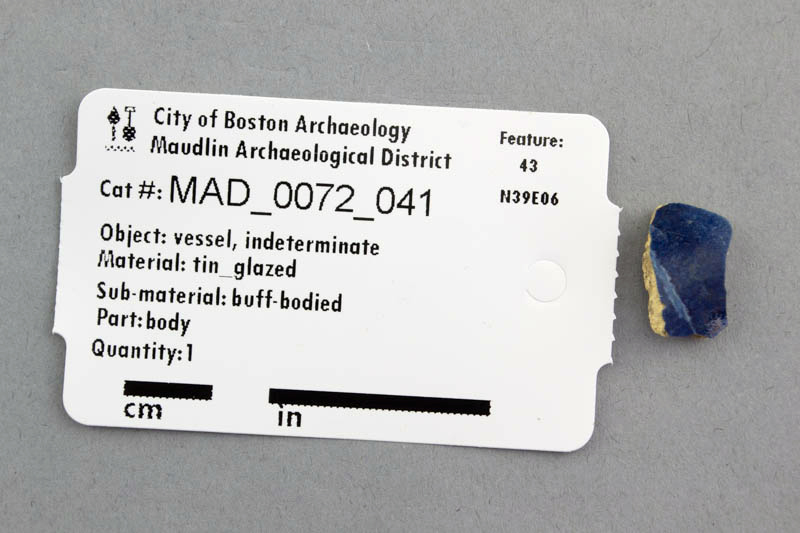 City of Boston Archaeology
Maudlin Archaeological District
Cat #: MAD_0072_041
Object: vessel, indeterminate
Material: tin_glazed
Sub-material: buff-bodied
Part: body
Quantity: 1
cm
in
Feature:
43
N39E06